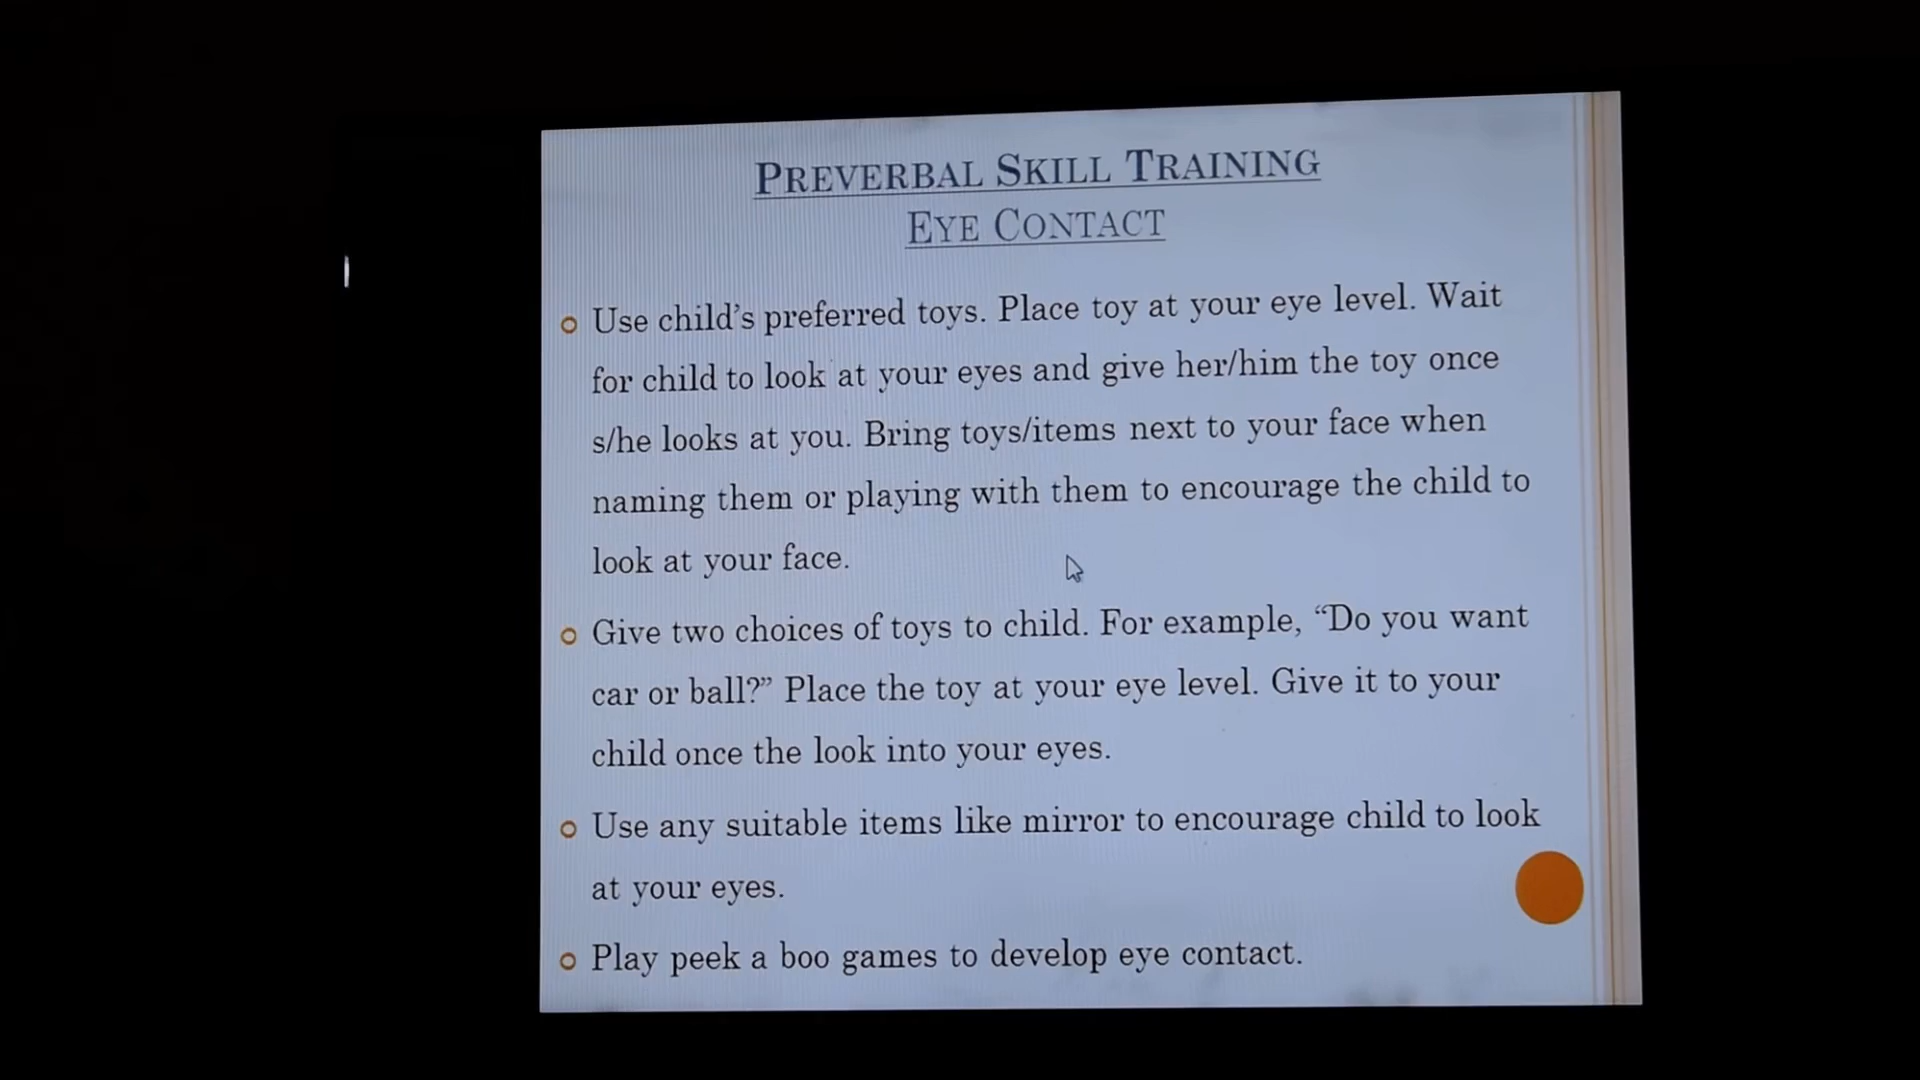 PREVERBAL SKILL TRAINING
EYE CONTACT
Use child's preferred toys. Place toy at your eye level. Wait
for child to look at your eyes and give her/him the toy once
s/he looks at you. Bring toys/items next to your face when
naming them or playing with them to encourage the child to
look at your face.
Give two choices of toys to child. For example, “Do you want
car or ball?” Place the toy at your eye level. Give it to your
child once the look into your eyes.
Use any suitable items like mirror to encourage child to look
at your eyes.
Play peek a boo games to develop eye contact.